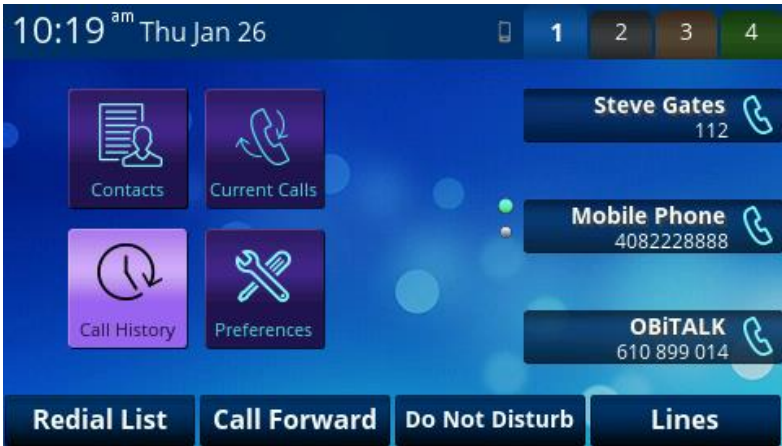 10:19 am Thu Jan 26
1 2 3 4
Contacts
Current Calls
Call History
Preferences
Steve Gates
112
Mobile Phone
4082228888
OBiTALK
610 899 014
Redial List
Call Forward
Do Not Disturb
Lines